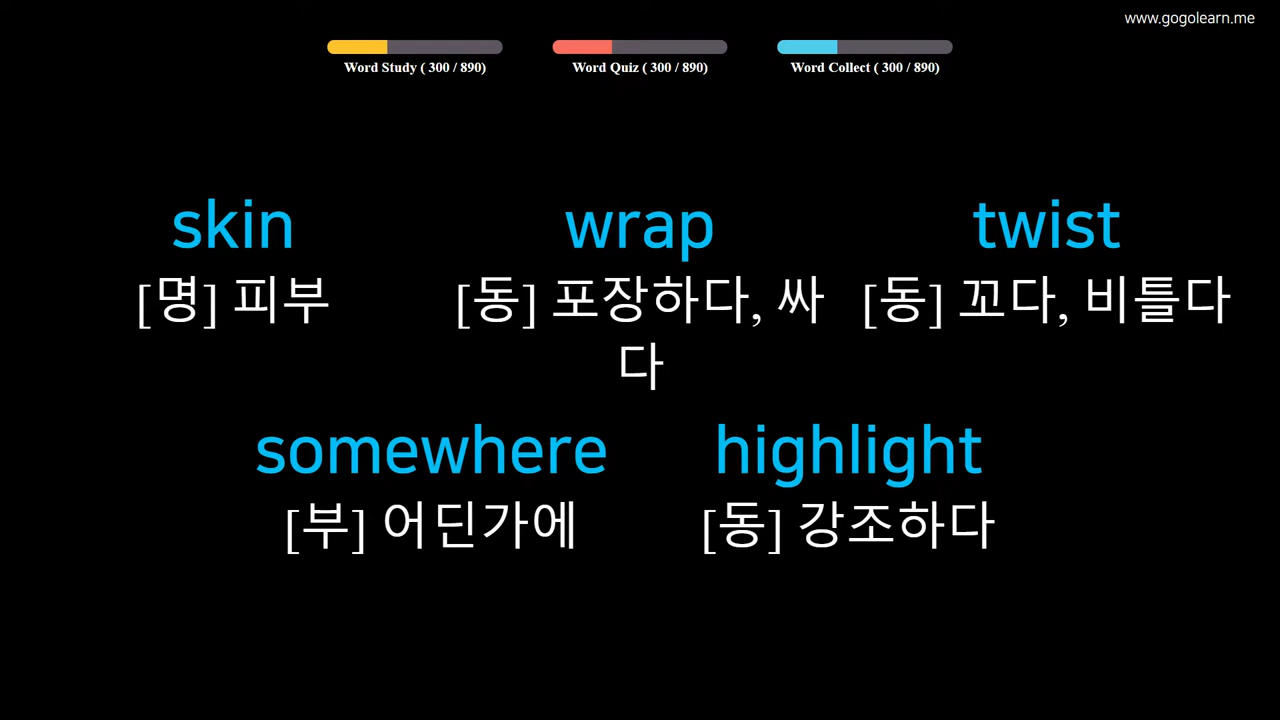 www.gogolearn.me
Word Study ( 300 / 890)
Word Quiz ( 300 / 890)
Word Collect ( 300 / 890)
skin
[명] 피부
wrap
[동] 포장하다, 싸
다
twist
[동] 꼬다, 비틀다
somewhere
[부] 어딘가에
highlight
[동] 강조하다